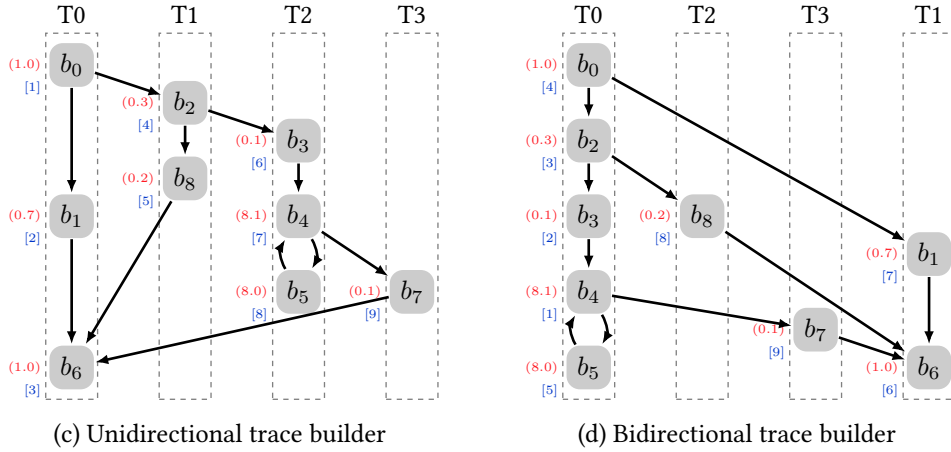 T0 T1 T2 T3 T0 T2 T3 T1
(1.0) b0 [1]
(0.3) b2 [4]
(0.1) b3 [6]
(0.2) b8 [5]
(0.7) b1 [2]
(8.1) b4 [7]
(8.0) b5 [8]
(0.1) b7 [9]
(1.0) b6 [3]
(c) Unidirectional trace builder
(1.0) b0 [4]
(0.3) b2 [3]
(0.1) b3 [2]
(0.2) b8 [8]
(0.7) b1 [7]
(8.1) b4 [1]
(0.1) b7 [9]
(8.0) b5 [5]
(1.0) b6 [6]
(d) Bidirectional trace builder